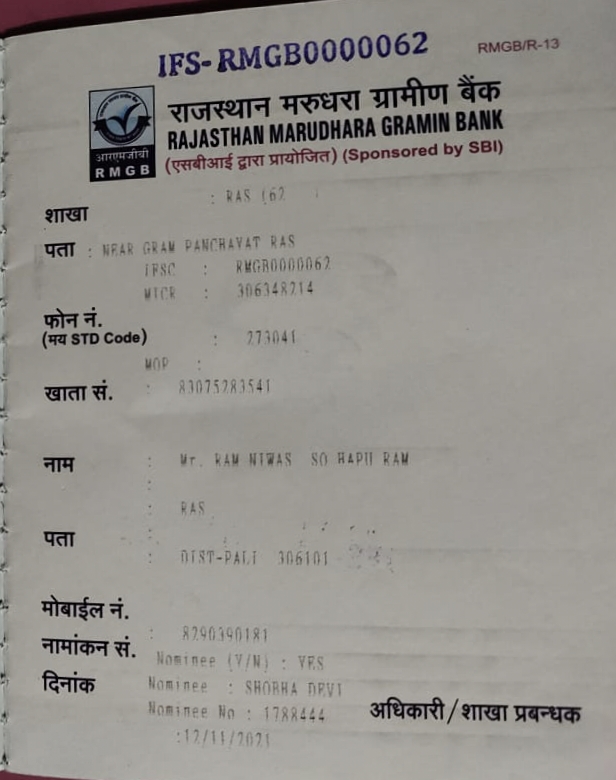 IFS- RMGB0000062
RMGB/R-13
राजस्थान मरुधरा ग्रामीण बैंक
RAJASTHAN MARUDHARA GRAMIN BANK
(एसबीआई द्वारा प्रायोजित) (Sponsored by SBI)
आरएमजीबी
RMGB
: RAS (62
शाखा
पता : NEAR GRAM PANCHAYAT RAS
IFSC : RMGB0000062
MICR : 306348214
फोन नं.
(मय STD Code) : 273041
MOP :
खाता सं. : 83075283541
नाम : Mr. RAM NIWAS SO HAPU RAM
:
: RAS
पता :
: DIST-PALI 306101
मोबाईल नं.
: 8290390181
नामांकन सं.
Nominee (Y/N) : YES
दिनांक
Nominee : SHOBHA DEVI
Nominee No : 1788444
अधिकारी / शाखा प्रबन्धक
:12/11/2021